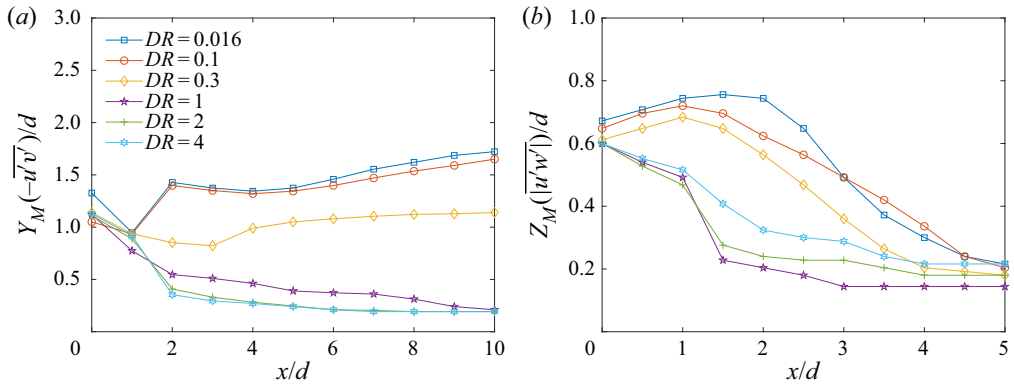 (a)
3.0
2.5
2.0
1.5
1.0
0.5
0
2
4
6
8
10
Y_M(−\overline{u′v′})/d
x/d
DR = 0.016
DR = 0.1
DR = 0.3
DR = 1
DR = 2
DR = 4
(b)
1.0
0.8
0.6
0.4
0.2
0
1
2
3
4
5
Z_M(|\overline{u′w′}|)/d
x/d